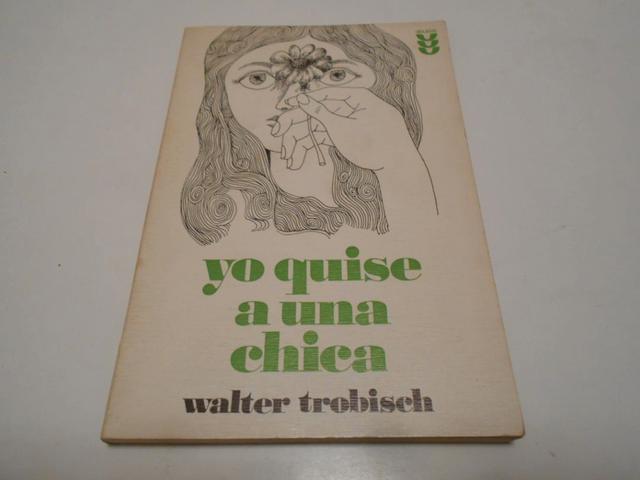 yo quise
a una
chica
walter trobisch